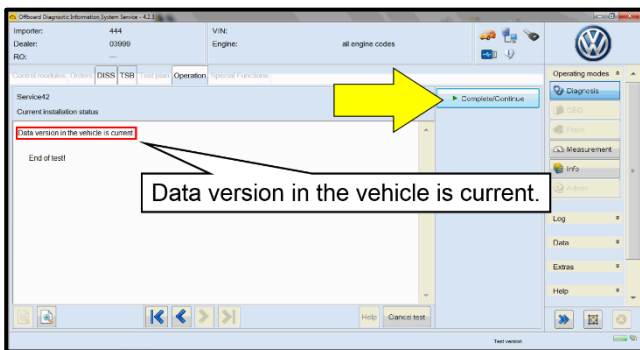 Offboard Diagnostic Information System Service - 4.2.3
Importer: 444 VIN:
Dealer: 03999 Engine: all engine codes
RO: ---
Control modules Orders DISS TSB Test plan Operation Special Functions
Operating modes
Service42
Complete/Continue
Diagnosis
Current installation status
OBD
Data version in the vehicle is current.
Flash
End of test!
Measurement
Info
Data version in the vehicle is current.
Admin
Log
Data
Extras
Help
Help Cancel test
Test version